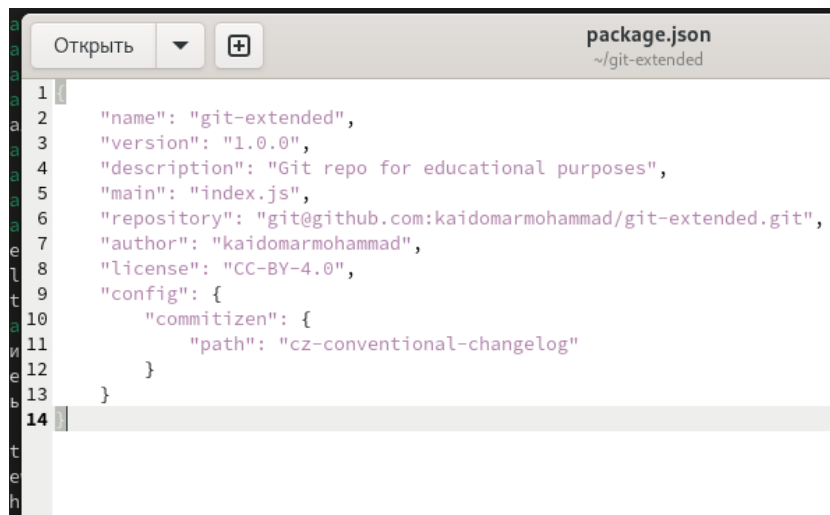 Открыть
package.json
~/git-extended
1 {
2 "name": "git-extended",
3 "version": "1.0.0",
4 "description": "Git repo for educational purposes",
5 "main": "index.js",
6 "repository": "git@github.com:kaidomarmohammad/git-extended.git",
7 "author": "kaidomarmohammad",
8 "license": "CC-BY-4.0",
9 "config": {
10 "commitizen": {
11 "path": "cz-conventional-changelog"
12 }
13 }
14 }